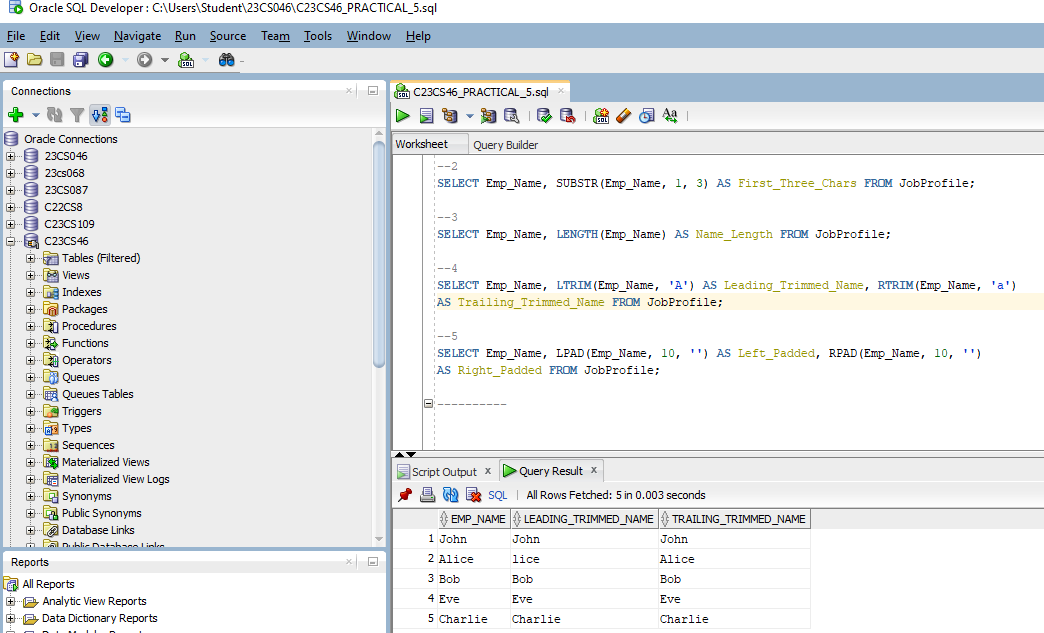 Oracle SQL Developer : C:\Users\Student\23CS046\C23CS46_PRACTICAL_5.sql
File Edit View Navigate Run Source Team Tools Window Help
Connections
Oracle Connections
23CS046
23cs068
23CS087
C22CS8
C23CS109
C23CS46
Tables (Filtered)
Views
Indexes
Packages
Procedures
Functions
Operators
Queues
Queues Tables
Triggers
Types
Sequences
Materialized Views
Materialized View Logs
Synonyms
Public Synonyms
Database Links
Public Database Links
Reports
All Reports
Analytic View Reports
Data Dictionary Reports
C23CS46_PRACTICAL_5.sql
Worksheet Query Builder
--2
SELECT Emp_Name, SUBSTR(Emp_Name, 1, 3) AS First_Three_Chars FROM JobProfile;
--3
SELECT Emp_Name, LENGTH(Emp_Name) AS Name_Length FROM JobProfile;
--4
SELECT Emp_Name, LTRIM(Emp_Name, 'A') AS Leading_Trimmed_Name, RTRIM(Emp_Name, 'a')
AS Trailing_Trimmed_Name FROM JobProfile;
--5
SELECT Emp_Name, LPAD(Emp_Name, 10, '') AS Left_Padded, RPAD(Emp_Name, 10, '')
AS Right_Padded FROM JobProfile;
----------
Script Output x Query Result x
SQL | All Rows Fetched: 5 in 0.003 seconds
EMP_NAME LEADING_TRIMMED_NAME TRAILING_TRIMMED_NAME
1 John John John
2 Alice lice Alice
3 Bob Bob Bob
4 Eve Eve Eve
5 Charlie Charlie Charlie